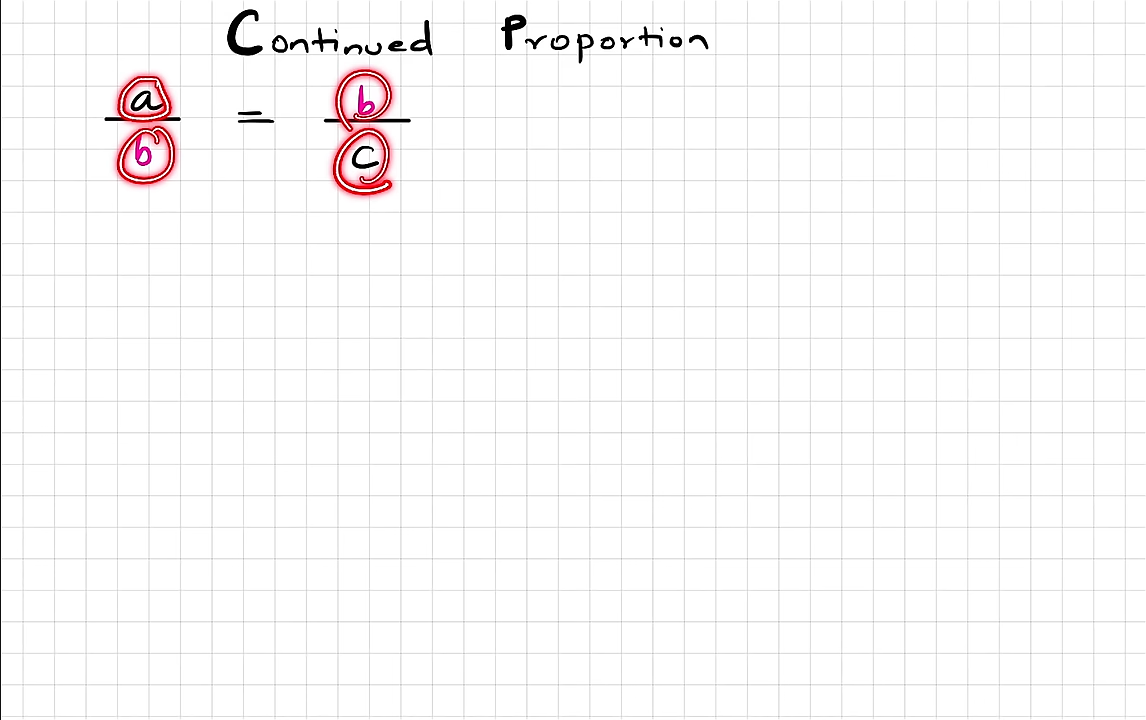 Continued Proportion
a/b = b/c